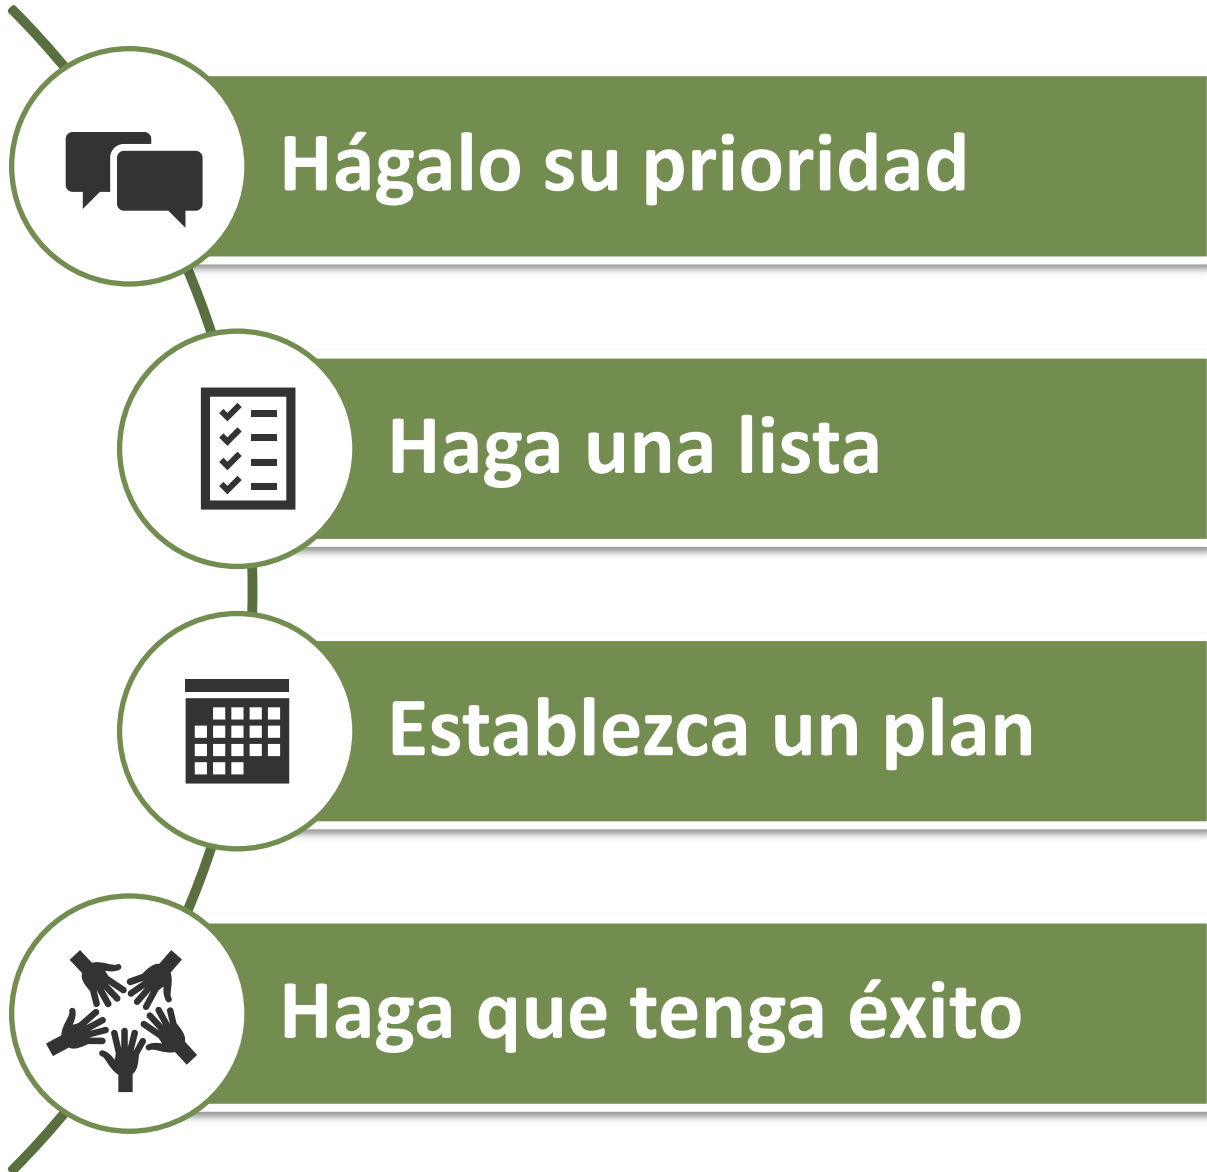 Hágalo su prioridad
Haga una lista
Establezca un plan
Haga que tenga éxito